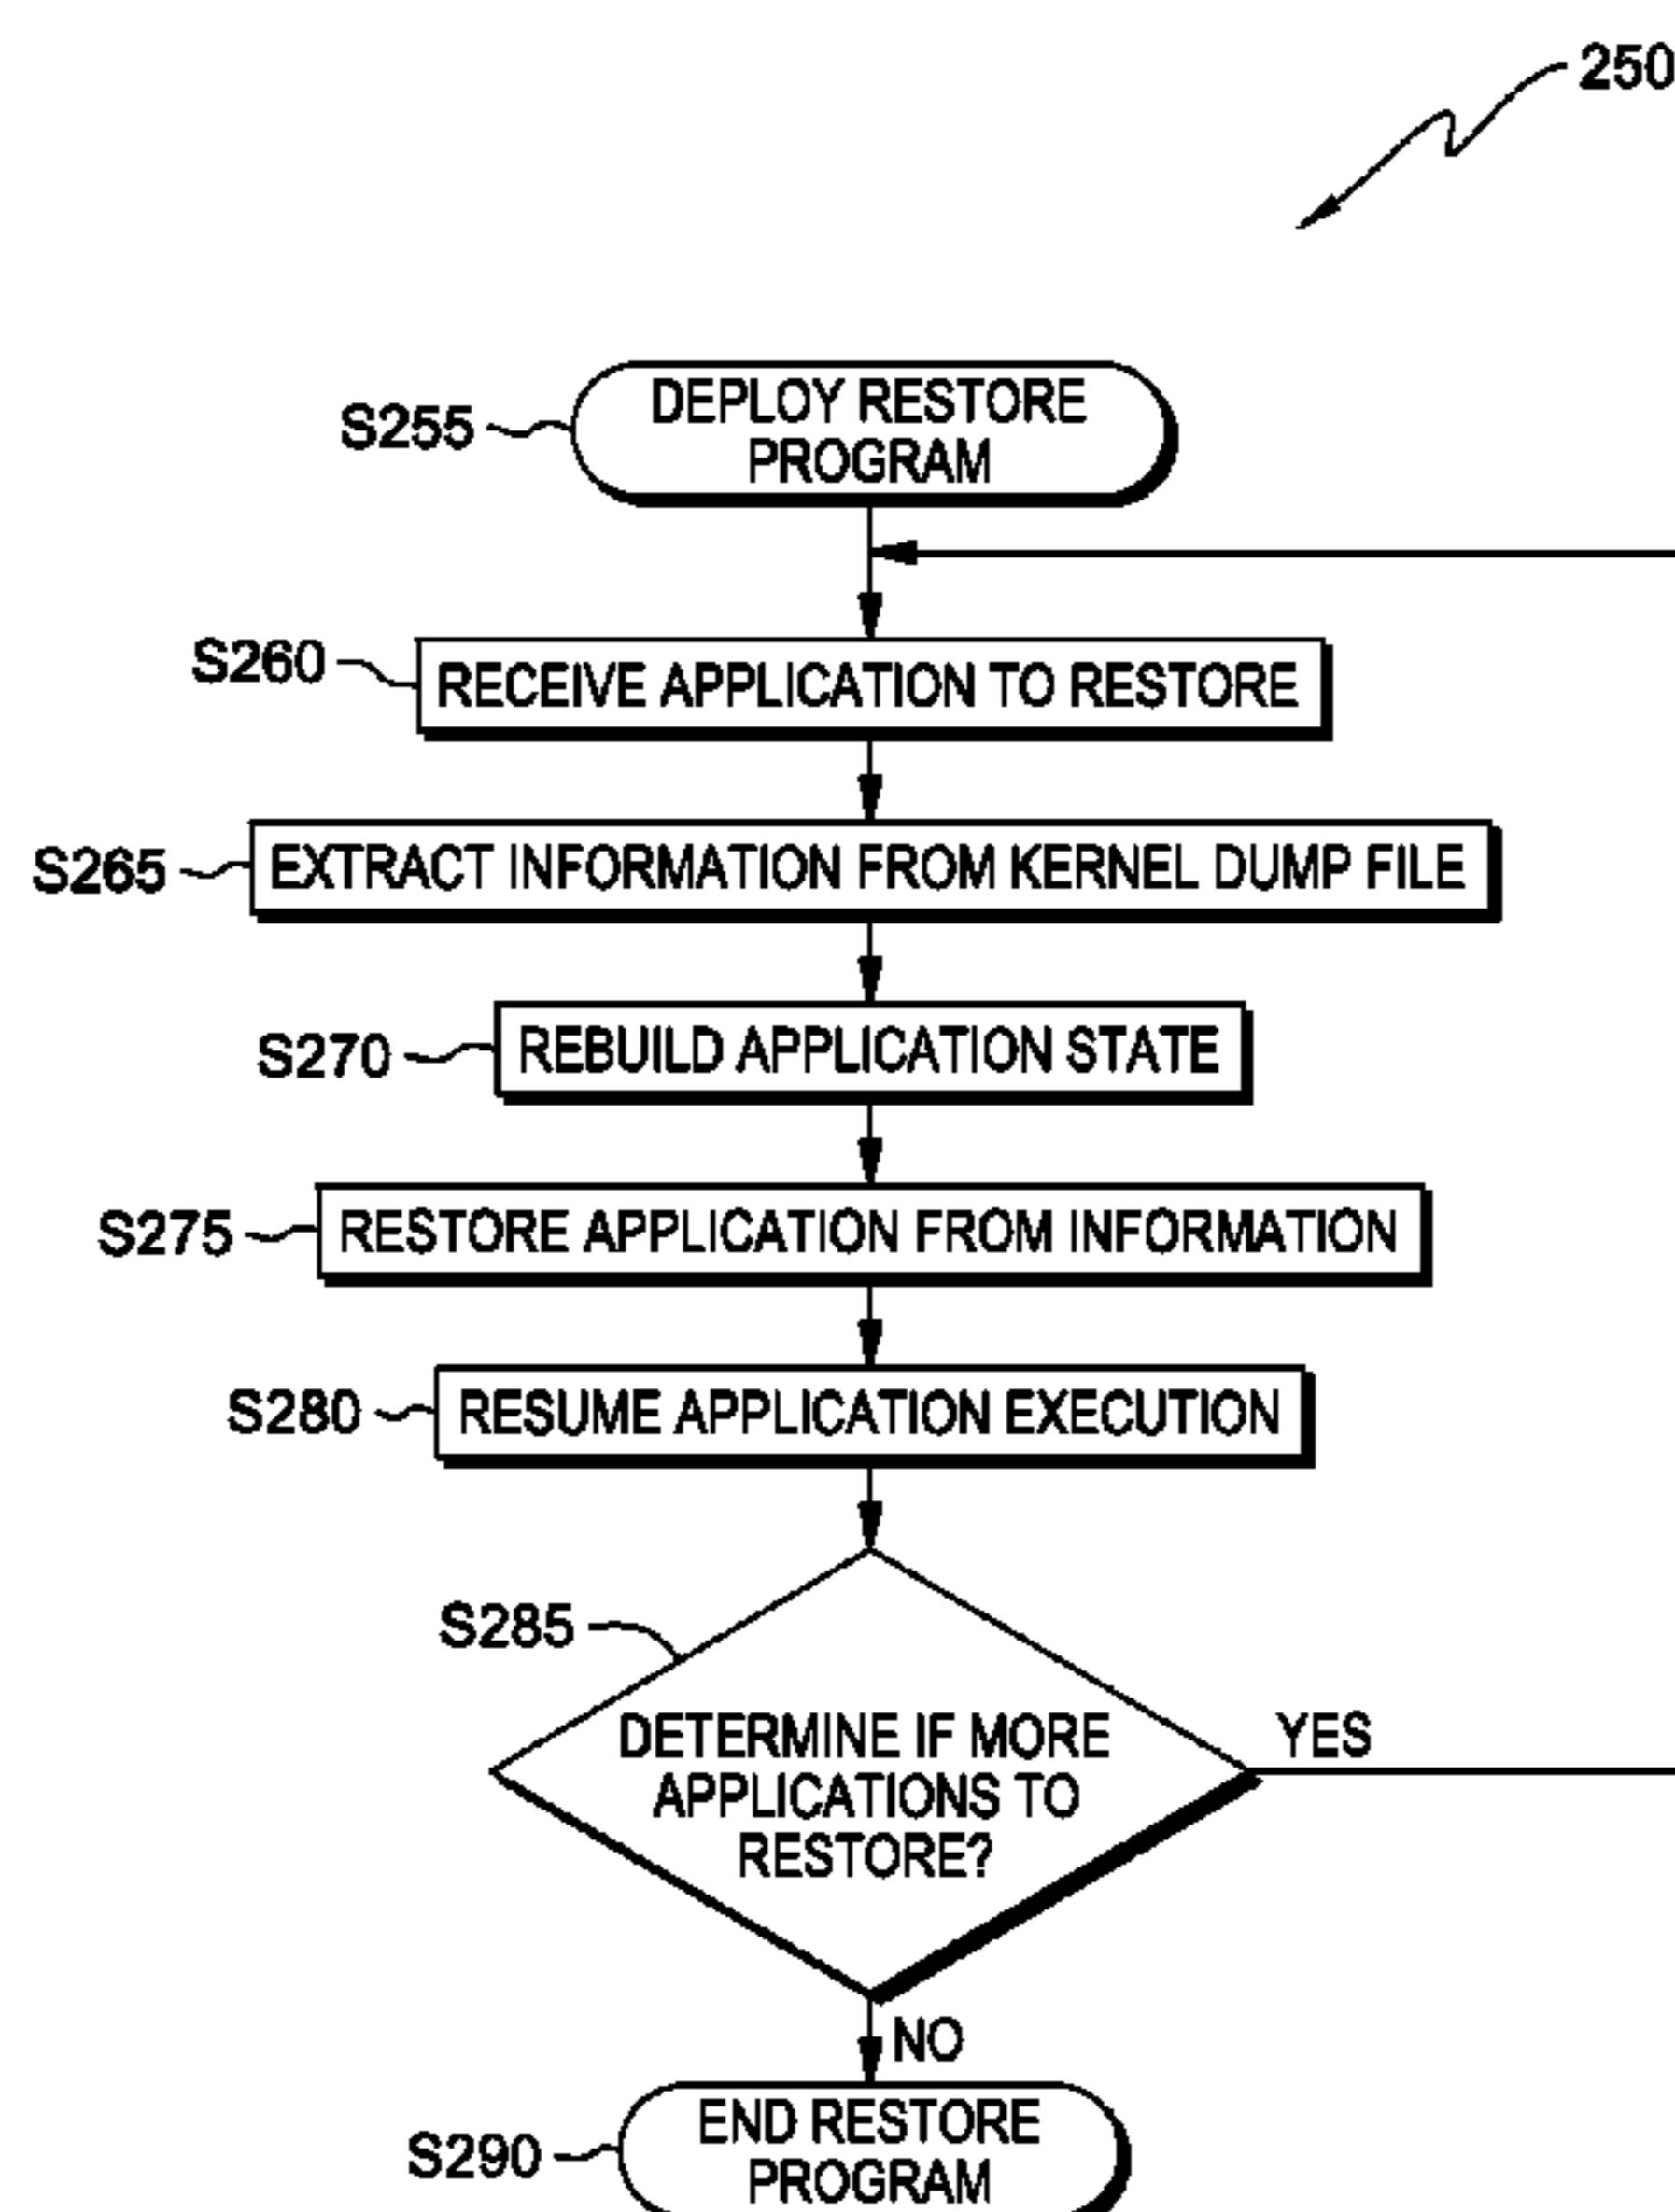 250
S255
DEPLOY RESTORE
PROGRAM
S260
RECEIVE APPLICATION TO RESTORE
S265
EXTRACT INFORMATION FROM KERNEL DUMP FILE
S270
REBUILD APPLICATION STATE
S275
RESTORE APPLICATION FROM INFORMATION
S280
RESUME APPLICATION EXECUTION
S285
DETERMINE IF MORE
APPLICATIONS TO
RESTORE?
YES
NO
S290
END RESTORE
PROGRAM